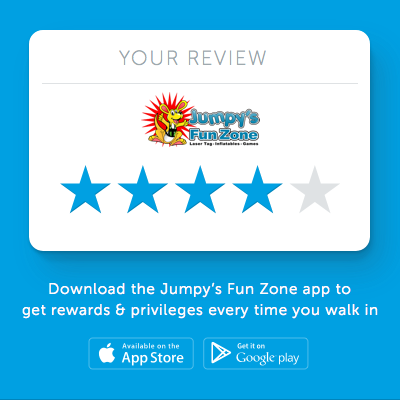 YOUR REVIEW
Jumpy's
Fun Zone
Laser Tag • Inflatables • Games
Download the Jumpy's Fun Zone app to
get rewards & privileges every time you walk in
Available on the
App Store
Get it on
Google play